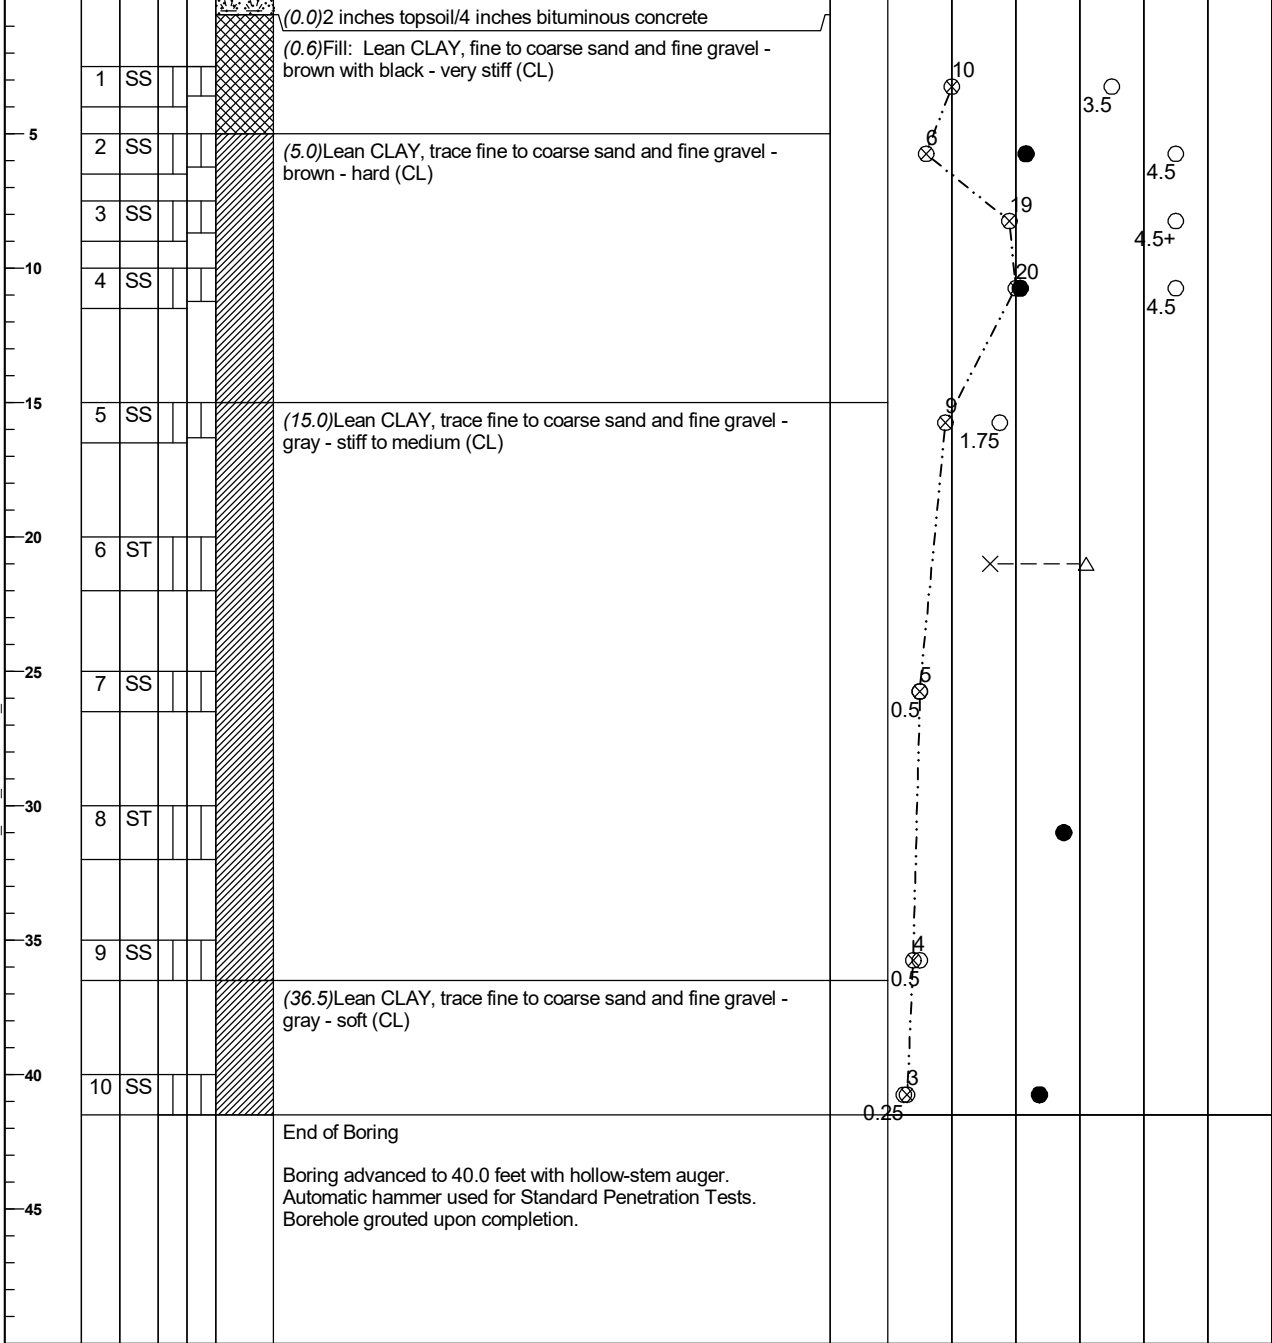 (0.0)2 inches topsoil/4 inches bituminous concrete
(0.6)Fill: Lean CLAY, fine to coarse sand and fine gravel -
brown with black - very stiff (CL)
10
1 SS
3.5
5
6
2 SS
(5.0)Lean CLAY, trace fine to coarse sand and fine gravel -
brown - hard (CL)
4.5
19
3 SS
4.5+
10
20
4 SS
4.5
15
9
5 SS
(15.0)Lean CLAY, trace fine to coarse sand and fine gravel -
gray - stiff to medium (CL)
1.75
20
6 ST
25
5
7 SS
0.5
30
8 ST
35
4
9 SS
0.5
(36.5)Lean CLAY, trace fine to coarse sand and fine gravel -
gray - soft (CL)
40
3
10 SS
0.25
End of Boring
Boring advanced to 40.0 feet with hollow-stem auger.
Automatic hammer used for Standard Penetration Tests.
45
Borehole grouted upon completion.